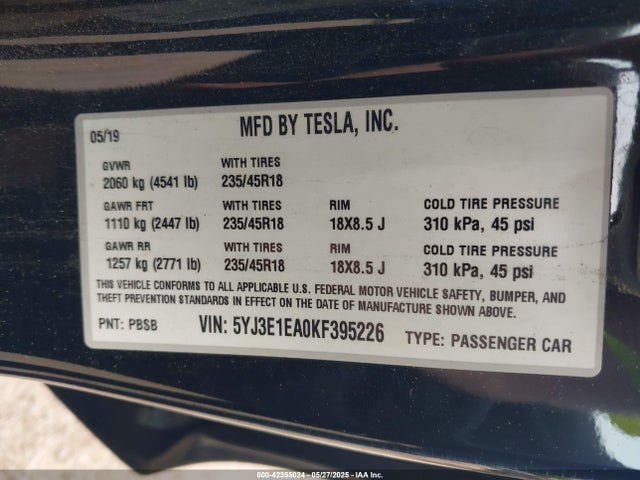 05/19 MFD BY TESLA, INC.
GVWR WITH TIRES
2060 kg (4541 lb) 235/45R18
GAWR FRT WITH TIRES RIM COLD TIRE PRESSURE
1110 kg (2447 lb) 235/45R18 18X8.5 J 310 kPa, 45 psi
GAWR RR WITH TIRES RIM COLD TIRE PRESSURE
1257 kg (2771 lb) 235/45R18 18X8.5 J 310 kPa, 45 psi
THIS VEHICLE CONFORMS TO ALL APPLICABLE U.S. FEDERAL MOTOR VEHICLE SAFETY, BUMPER, AND
THEFT PREVENTION STANDARDS IN EFFECT ON THE DATE OF MANUFACTURE SHOWN ABOVE.
PNT: PBSB VIN: 5YJ3E1EA0KF395226 TYPE: PASSENGER CAR
000-42355024 - 05/27/2025 - IAA Inc.